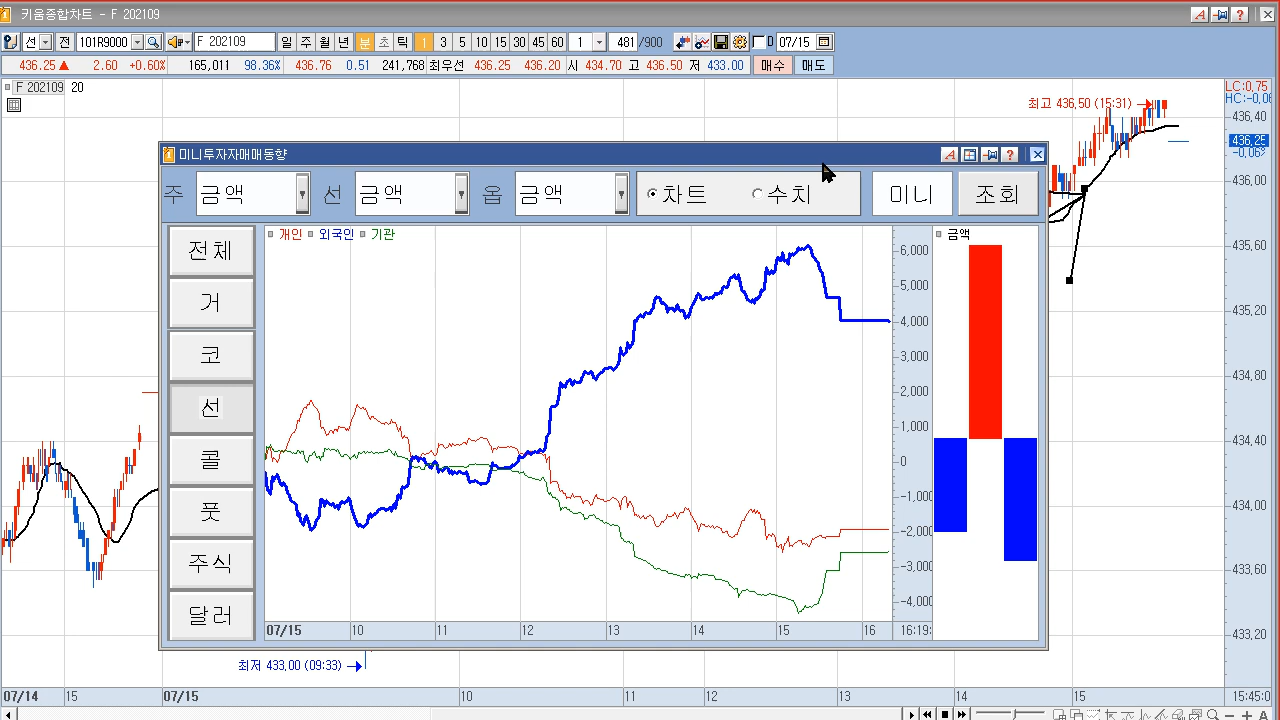 키움종합차트 - F 202109
선 전 101R9000 F 202109 일 주 월 년 분 초 틱 1 3 5 10 15 30 45 60 1 481 /900 D 07/15
436.25 ▲ 2.60 +0.60% 165,011 98.36% 436.76 0.51 241,768 최우선 436.25 436.20 시 434.70 고 436.50 저 433.00 매수 매도
F 202109 20
LC:0,75
HC:-0,06
최고 436,50 (15:31)
436,40
436,25
-0,06%
436,00
435,60
435,20
434,80
434,40
434,00
433,60
433,20
미니투자자매매동향
주 금액 선 금액 옵 금액 차트 수치 미니 조회
전체
거
코
선
콜
풋
주식
달러
개인 외국인 기관
6,000
5,000
4,000
3,000
2,000
1,000
0
-1,000
-2,000
-3,000
-4,000
금액
07/15 10 11 12 13 14 15 16 16:19:
최저 433,00 (09:33)
07/14 15 07/15 10 11 12 13 14 15 15:45:0